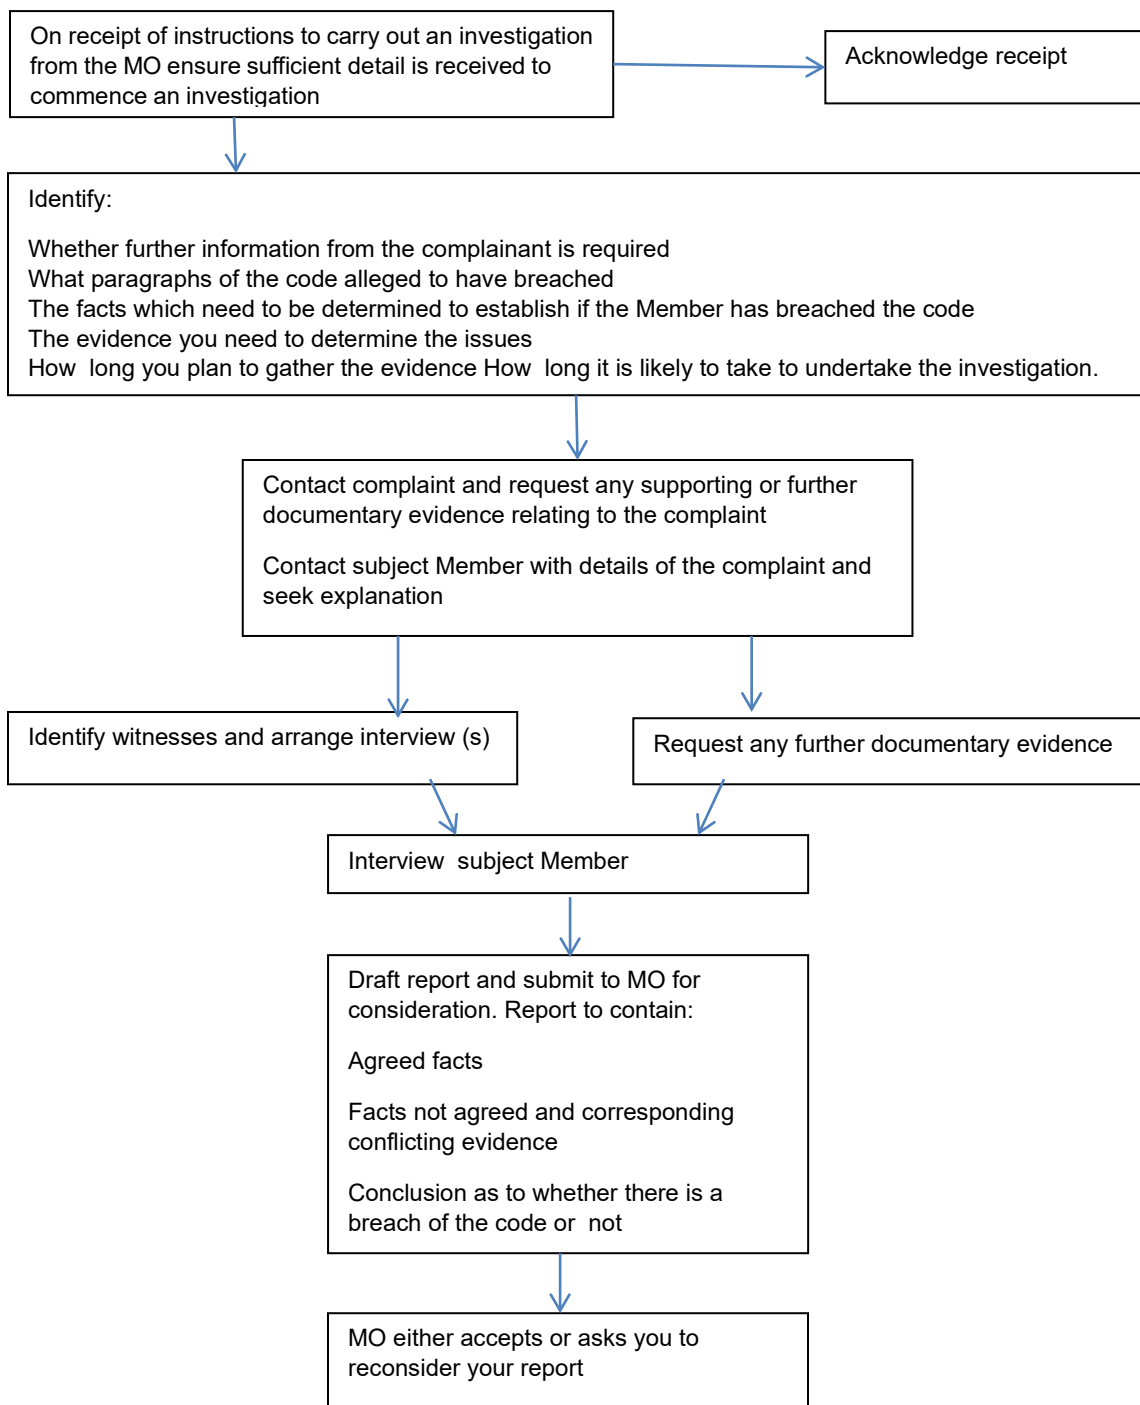 On receipt of instructions to carry out an investigation
from the MO ensure sufficient detail is received to
commence an investigation
Acknowledge receipt
Identify:
Whether further information from the complainant is required
What paragraphs of the code alleged to have breached
The facts which need to be determined to establish if the Member has breached the code
The evidence you need to determine the issues
How  long you plan to gather the evidence How  long it is likely to take to undertake the investigation.
Contact complaint and request any supporting or further
documentary evidence relating to the complaint
Contact subject Member with details of the complaint and
seek explanation
Identify witnesses and arrange interview (s)
Request any further documentary evidence
Interview  subject Member
Draft report and submit to MO for
consideration. Report to contain:
Agreed facts
Facts not agreed and corresponding
conflicting evidence
Conclusion as to whether there is a
breach of the code or  not
MO either accepts or asks you to
reconsider your report